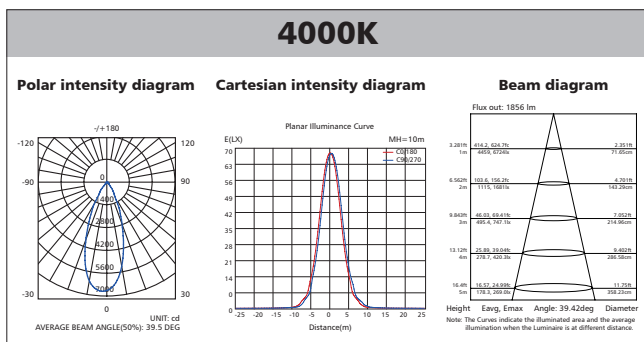 4000K
Polar intensity diagram
Cartesian intensity diagram
Beam diagram
-/+180
-120
120
-90
90
0
1400
2800
4200
5600
7000
-30
30
0
UNIT: cd
AVERAGE BEAM ANGLE(50%): 39.5 DEG
Planar Illuminance Curve
E(LX)
MH=10m
C0/180
C90/270
70
63
56
49
42
35
28
21
14
7
0
-25 -20 -15 -10 -5 0 5 10 15 20 25
Distance(m)
Flux out: 1856 lm
3.281ft 414.2, 624.7fc 2.351ft
1m 4459, 6724lx 71.65cm
6.562ft 103.6, 156.2fc 4.701ft
2m 1115, 1681lx 143.29cm
9.843ft 46.03, 69.41fc 7.052ft
3m 495.4, 747.1lx 214.96cm
13.12ft 25.89, 39.04fc 9.402ft
4m 278.7, 420.3lx 286.58cm
16.4ft 16.57, 24.99fc 11.75ft
5m 178.3, 269.0lx 358.23cm
Height Eavg, Emax Angle: 39.42deg Diameter
Note: The Curves indicate the illuminated area and the average
illumination when the Luminaire is at different distance.